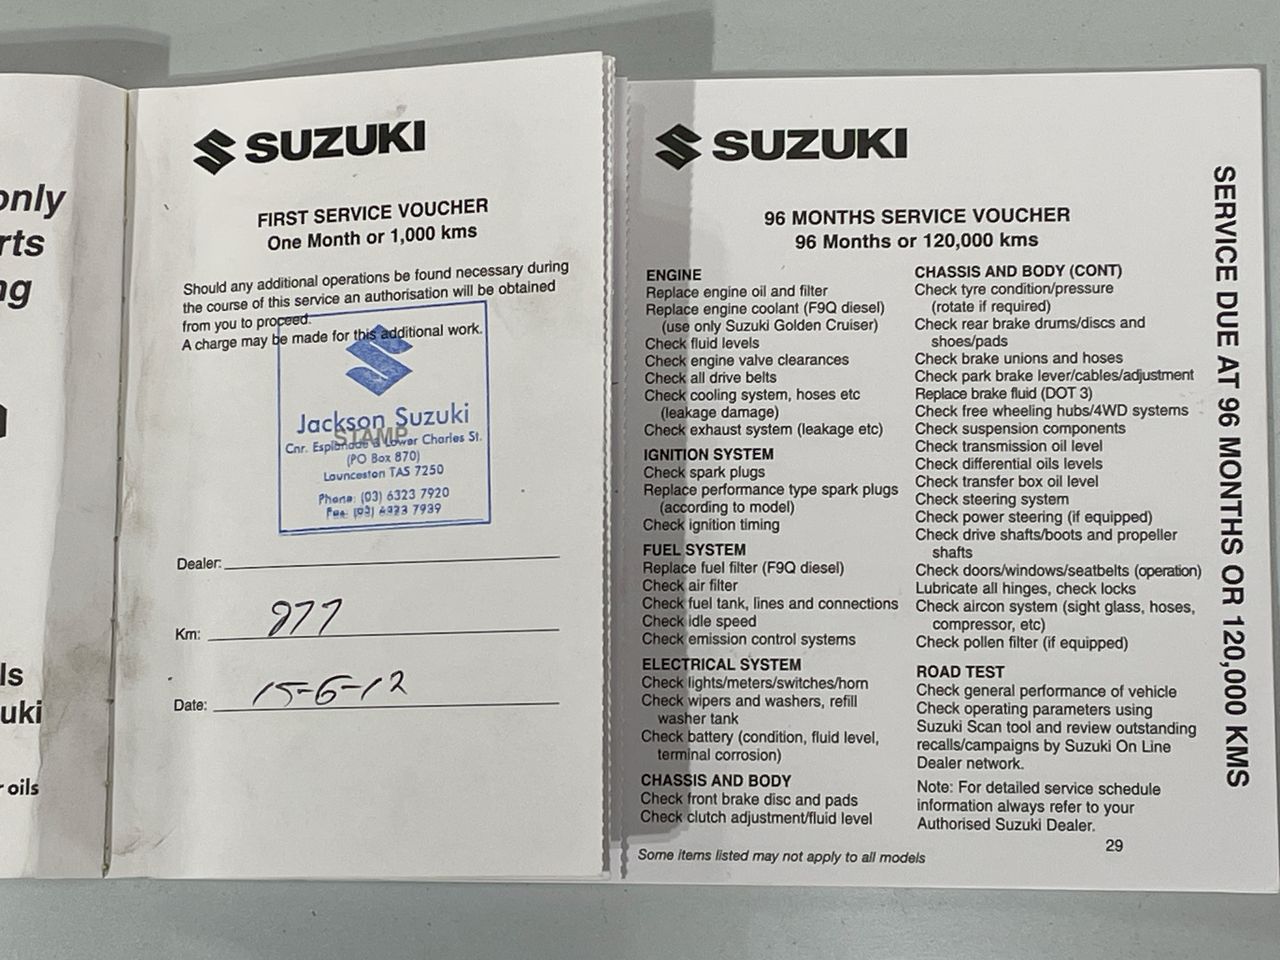 only
rts
ng
ls
uki
r oils
SUZUKI
FIRST SERVICE VOUCHER
One Month or 1,000 kms
Should any additional operations be found necessary during
the course of this service an authorisation will be obtained
from you to proceed.
A charge may be made for this additional work.
Jackson Suzuki
STAMP
Cnr. Esplanade & Lower Charles St.
(PO Box 870)
Launceston TAS 7250
Phone: (03) 6323 7920
Fax: (03) 6323 7939
Dealer:
Km: 977
Date: 15-6-12
SUZUKI
96 MONTHS SERVICE VOUCHER
96 Months or 120,000 kms
ENGINE
Replace engine oil and filter
Replace engine coolant (F9Q diesel)
(use only Suzuki Golden Cruiser)
Check fluid levels
Check engine valve clearances
Check all drive belts
Check cooling system, hoses etc
(leakage damage)
Check exhaust system (leakage etc)
IGNITION SYSTEM
Check spark plugs
Replace performance type spark plugs
(according to model)
Check ignition timing
FUEL SYSTEM
Replace fuel filter (F9Q diesel)
Check air filter
Check fuel tank, lines and connections
Check idle speed
Check emission control systems
ELECTRICAL SYSTEM
Check lights/meters/switches/horn
Check wipers and washers, refill
washer tank
Check battery (condition, fluid level,
terminal corrosion)
CHASSIS AND BODY
Check front brake disc and pads
Check clutch adjustment/fluid level
Some items listed may not apply to all models
CHASSIS AND BODY (CONT)
Check tyre condition/pressure
(rotate if required)
Check rear brake drums/discs and
shoes/pads
Check brake unions and hoses
Check park brake lever/cables/adjustment
Replace brake fluid (DOT 3)
Check free wheeling hubs/4WD systems
Check suspension components
Check transmission oil level
Check differential oils levels
Check transfer box oil level
Check steering system
Check power steering (if equipped)
Check drive shafts/boots and propeller
shafts
Check doors/windows/seatbelts (operation)
Lubricate all hinges, check locks
Check aircon system (sight glass, hoses,
compressor, etc)
Check pollen filter (if equipped)
ROAD TEST
Check general performance of vehicle
Check operating parameters using
Suzuki Scan tool and review outstanding
recalls/campaigns by Suzuki On Line
Dealer network.
Note: For detailed service schedule
information always refer to your
Authorised Suzuki Dealer.
29
SERVICE DUE AT 96 MONTHS OR 120,000 KMS